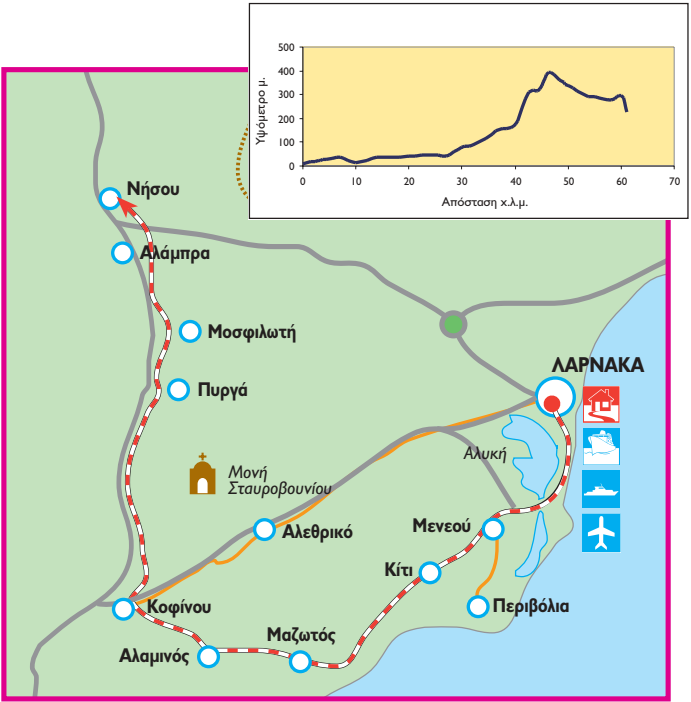 Υψόμετρο μ.
500
400
300
200
100
0
0 10 20 30 40 50 60 70
Απόσταση χ.λ.μ.
Νήσου
Αλάμπρα
Μοσφιλωτή
ΛΑΡΝΑΚΑ
Πυργά
Αλυκή
Μονή
Σταυροβουνίου
Μενεού
Αλεθρικό
Κίτι
Περιβόλια
Κοφίνου
Μαζωτός
Αλαμινός